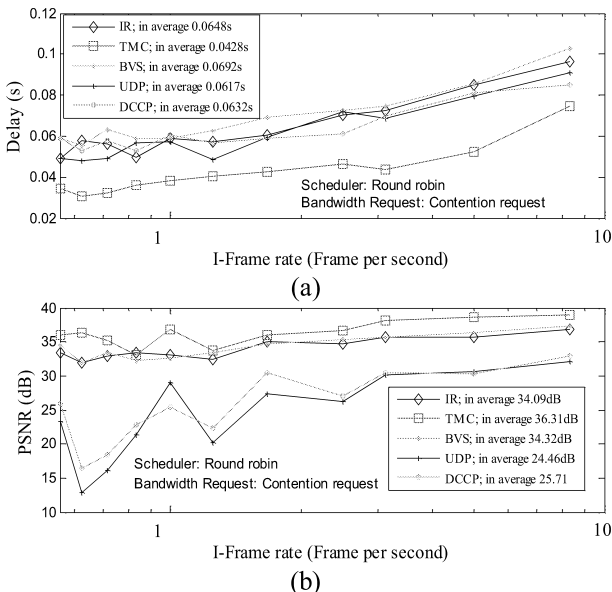 0.12
0.1
0.08
0.06
0.04
0.02
Delay (s)
IR; in average 0.0648s
TMC; in average 0.0428s
BVS; in average 0.0692s
UDP; in average 0.0617s
DCCP; in average 0.0632s
Scheduler: Round robin
Bandwidth Request: Contention request
1
10
I-Frame rate (Frame per second)
(a)
40
35
30
25
20
15
10
PSNR (dB)
IR; in average 34.09dB
TMC; in average 36.31dB
BVS; in average 34.32dB
UDP; in average 24.46dB
DCCP; in average 25.71
Scheduler: Round robin
Bandwidth Request: Contention request
1
10
I-Frame rate (Frame per second)
(b)